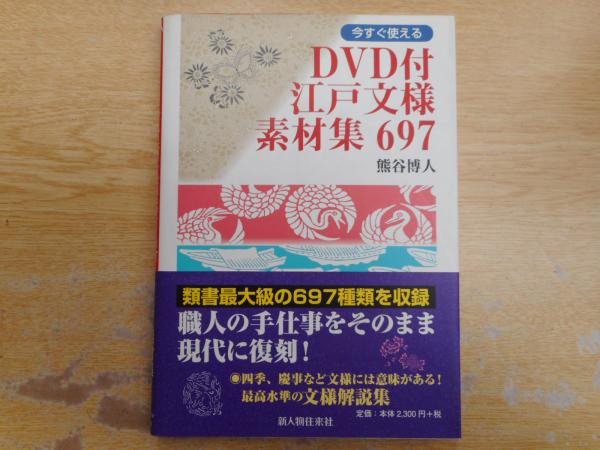 今すぐ使える
DVD付
江戸文様
素材集 697
熊谷博人
類書最大級の697種類を収録
職人の手仕事をそのまま
現代に復刻!
◉四季、慶事など文様には意味がある!
最高水準の文様解説集
定価:本体2,300円+税
新人物往来社